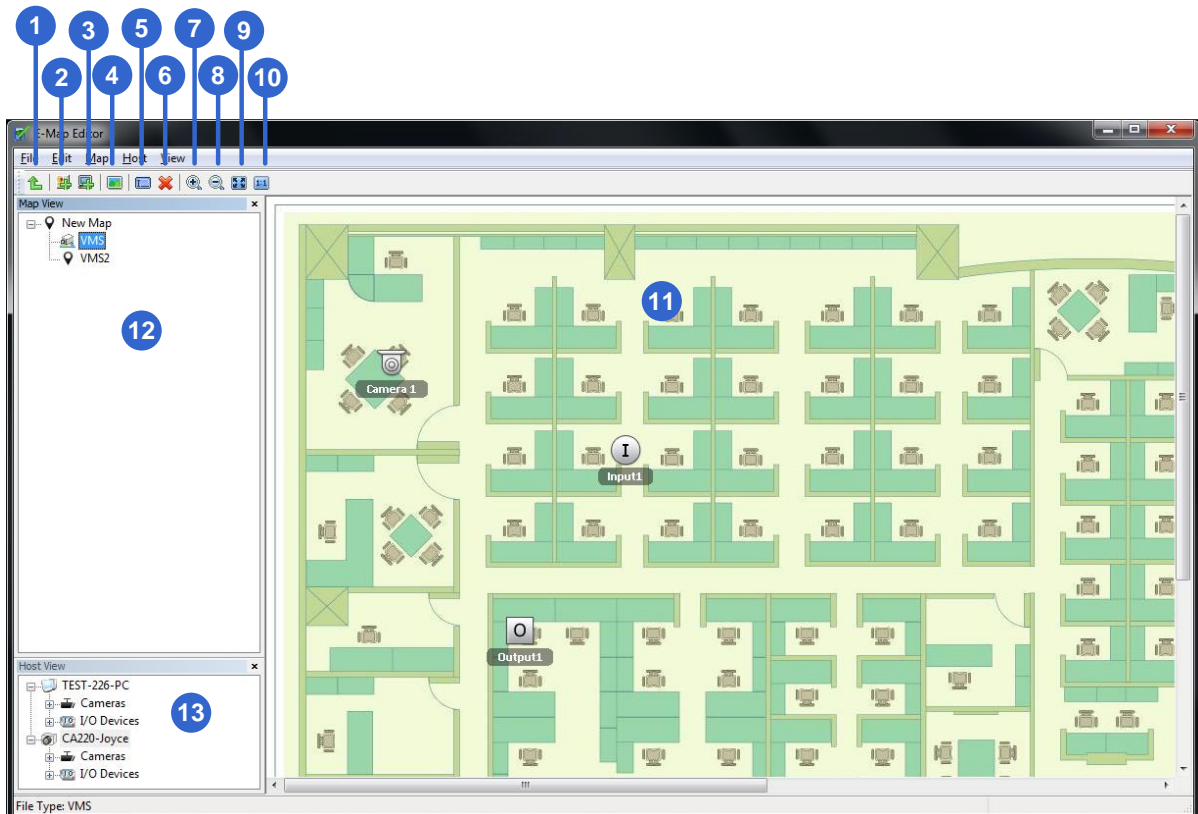 1 3 5 7 9
2 4 6 8 10
E-Map Editor
File Edit Map Host View
1:1
Map View
New Map
VMS
VMS2
12
11
Camera 1
I
Input1
O
Output1
Host View
TEST-226-PC
Cameras
I/O Devices
CA220-Joyce
Cameras
I/O Devices
13
File Type: VMS